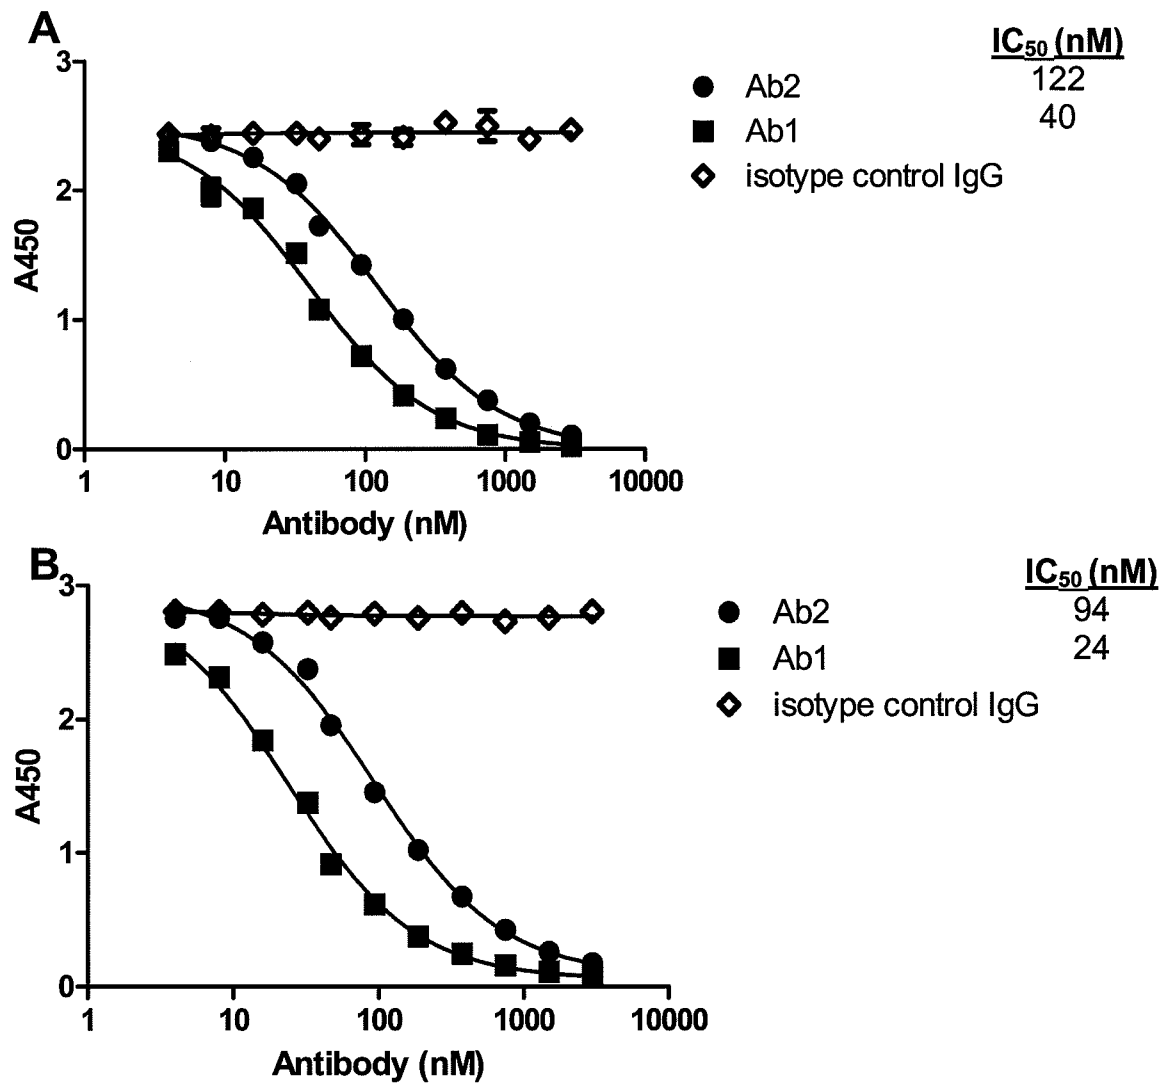 A
IC50 (nM)
Ab2 122
Ab1 40
isotype control IgG
3
2
1
0
A450
1 10 100 1000 10000
Antibody (nM)
B
IC50 (nM)
Ab2 94
Ab1 24
isotype control IgG
3
2
1
0
A450
1 10 100 1000 10000
Antibody (nM)